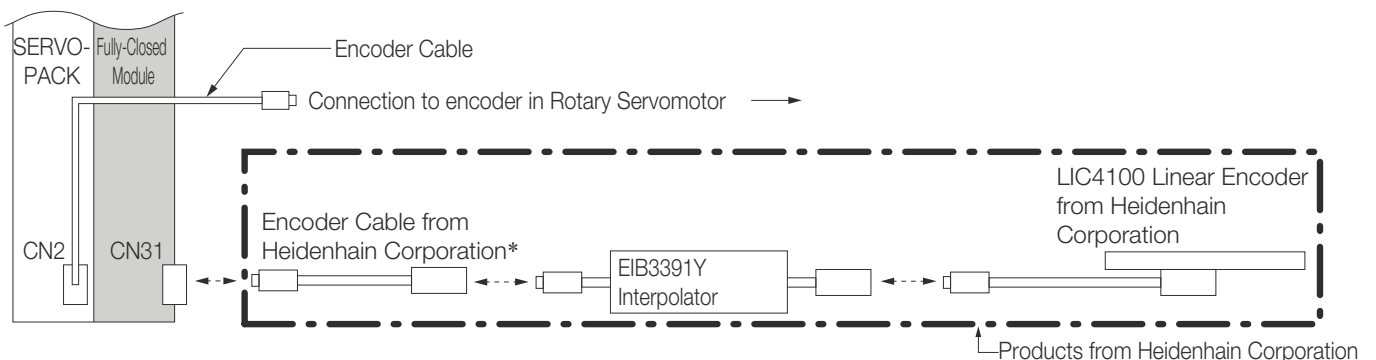 SERVO-
PACK
Fully-Closed
Module
Encoder Cable
Connection to encoder in Rotary Servomotor
LIC4100 Linear Encoder
from Heidenhain
Corporation
Encoder Cable from
Heidenhain Corporation*
CN2
CN31
EIB3391Y
Interpolator
Products from Heidenhain Corporation